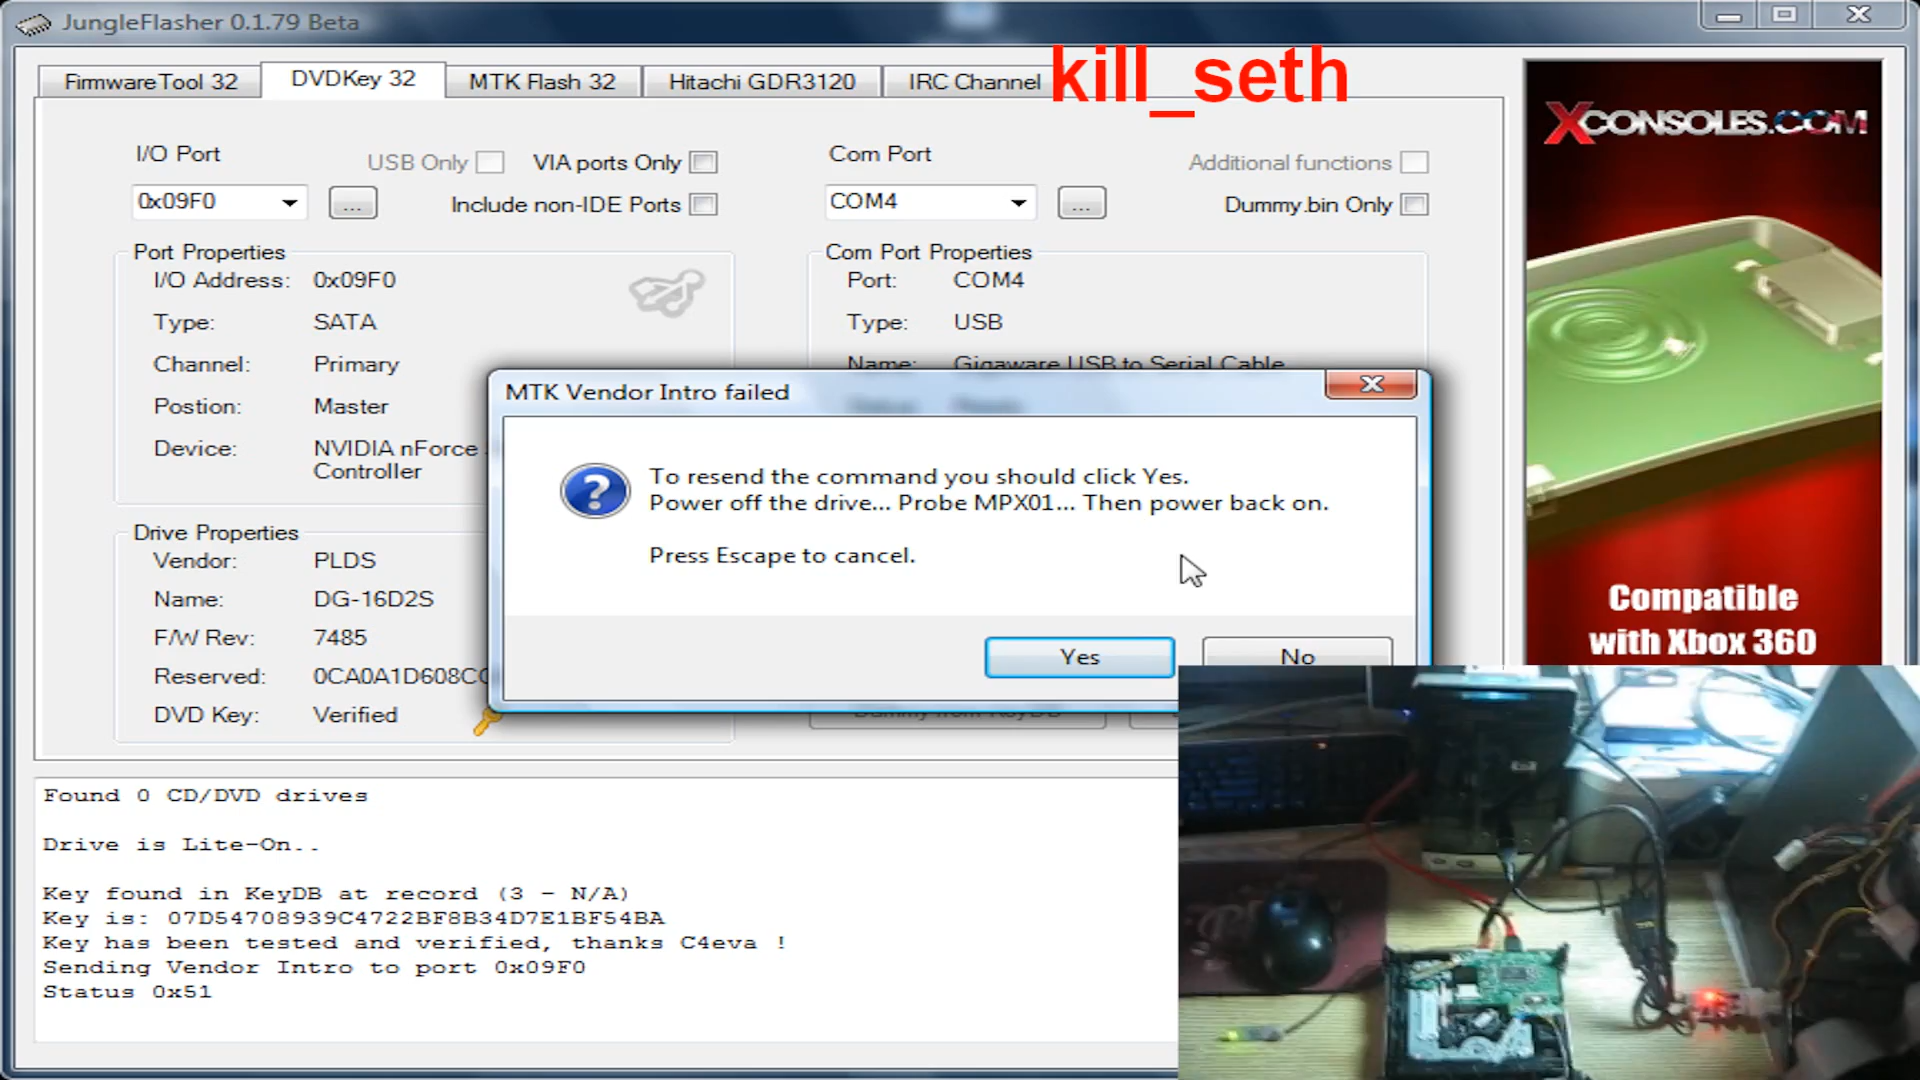 JungleFlasher 0.1.79 Beta
kill_seth
FirmwareTool 32
DVDKey 32
MTK Flash 32
Hitachi GDR3120
IRC Channel
I/O Port
USB Only
VIA ports Only
Com Port
Additional functions
0x09F0
...
Include non-IDE Ports
COM4
...
Dummy.bin Only
Port Properties
I/O Address: 0x09F0
Type: SATA
Channel: Primary
Postion: Master
Device: NVIDIA nForce
Controller
Com Port Properties
Port: COM4
Type: USB
Name: Gigaware USB to Serial Cable
MTK Vendor Intro failed
To resend the command you should click Yes.
Power off the drive... Probe MPX01... Then power back on.
Press Escape to cancel.
Yes
No
Drive Properties
Vendor: PLDS
Name: DG-16D2S
F/W Rev: 7485
Reserved: 0CA0A1D608C
DVD Key: Verified
Found 0 CD/DVD drives
Drive is Lite-On..
Key found in KeyDB at record (3 - N/A)
Key is: 07D54708939C4722BF8B34D7E1BF54BA
Key has been tested and verified, thanks C4eva !
Sending Vendor Intro to port 0x09F0
Status 0x51
XCONSOLES.COM
Compatible
with Xbox 360